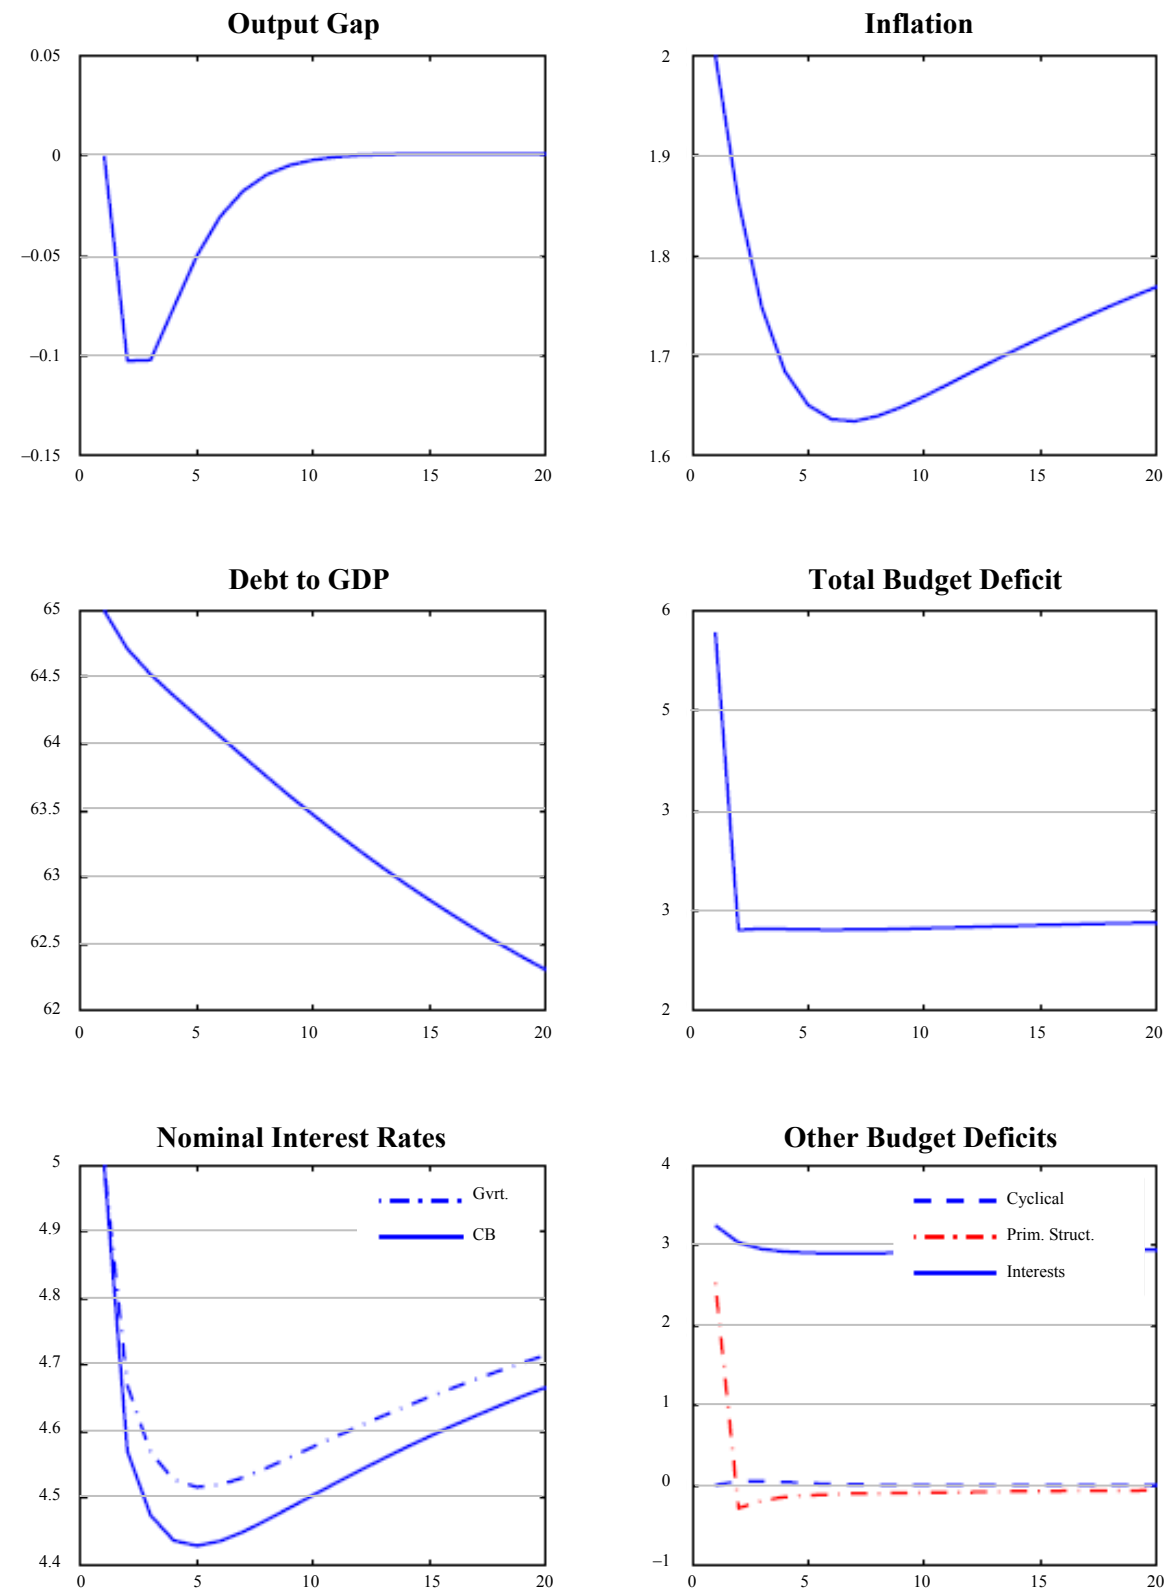 Output Gap
0.05
0
–0.05
–0.1
–0.15
0 5 10 15 20
Inflation
2
1.9
1.8
1.7
1.6
0 5 10 15 20
Debt to GDP
65
64.5
64
63.5
63
62.5
62
0 5 10 15 20
Total Budget Deficit
6
5
3
3
2
0 5 10 15 20
Nominal Interest Rates
5
4.9
4.8
4.7
4.6
4.5
4.4
Gvrt.
CB
0 5 10 15 20
Other Budget Deficits
4
3
2
1
0
–1
Cyclical
Prim. Struct.
Interests
0 5 10 15 20